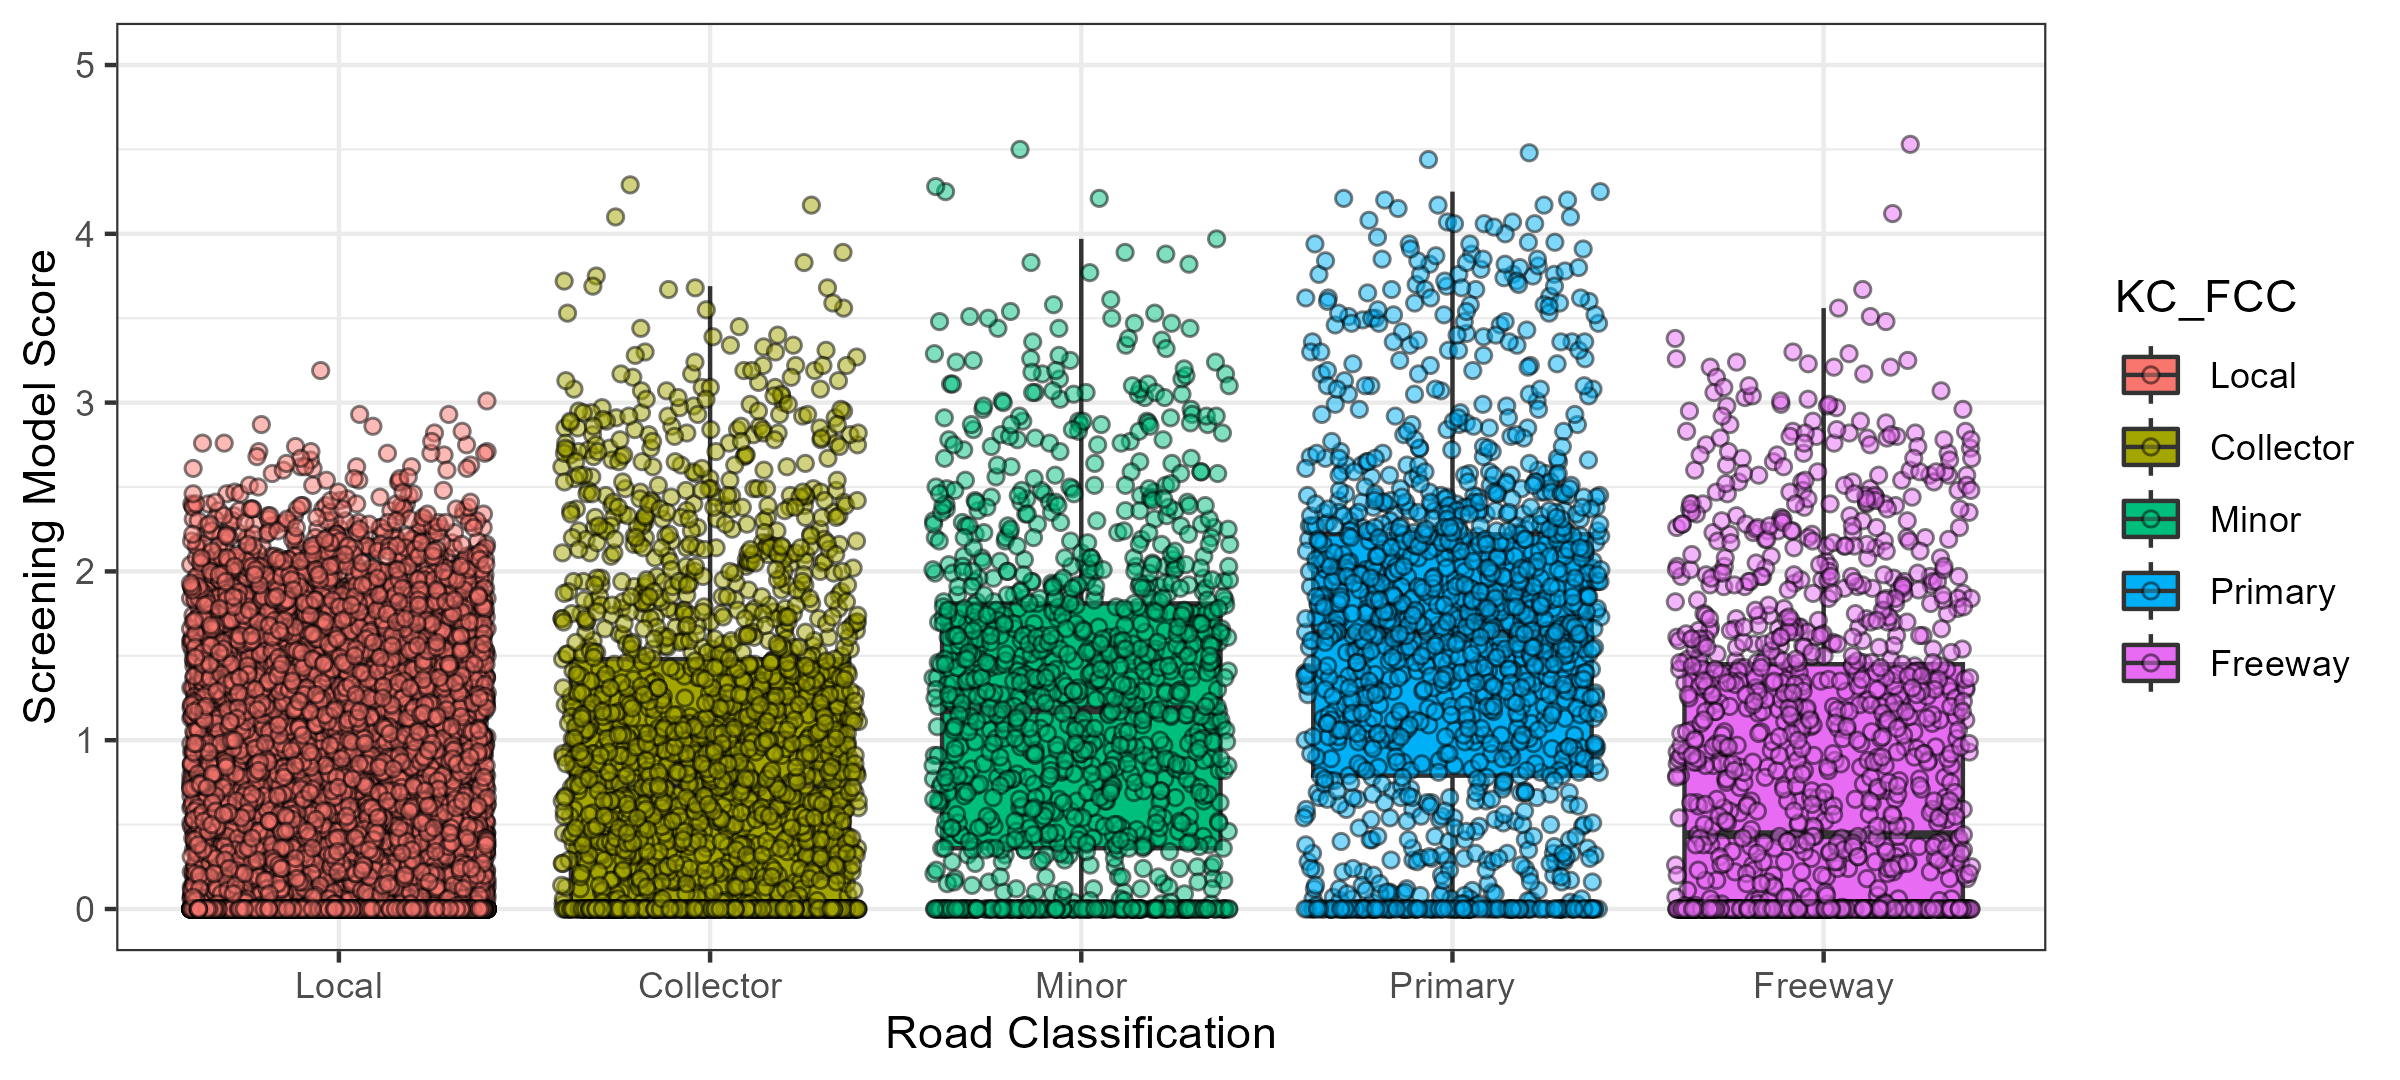 5
4
3
2
1
0
Screening Model Score
Local
Collector
Minor
Primary
Freeway
Road Classification
KC_FCC
Local
Collector
Minor
Primary
Freeway